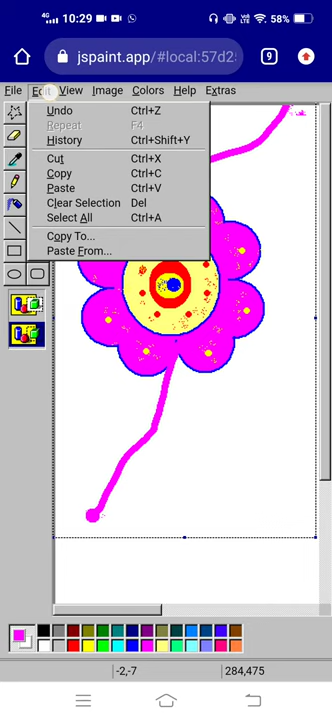 4G 10:29 58%
jspaint.app/#local:57d2 9
File Edit View Image Colors Help Extras
Undo Ctrl+Z
Repeat F4
History Ctrl+Shift+Y
Cut Ctrl+X
Copy Ctrl+C
Paste Ctrl+V
Clear Selection Del
Select All Ctrl+A
Copy To...
Paste From...
-2,-7 284,475